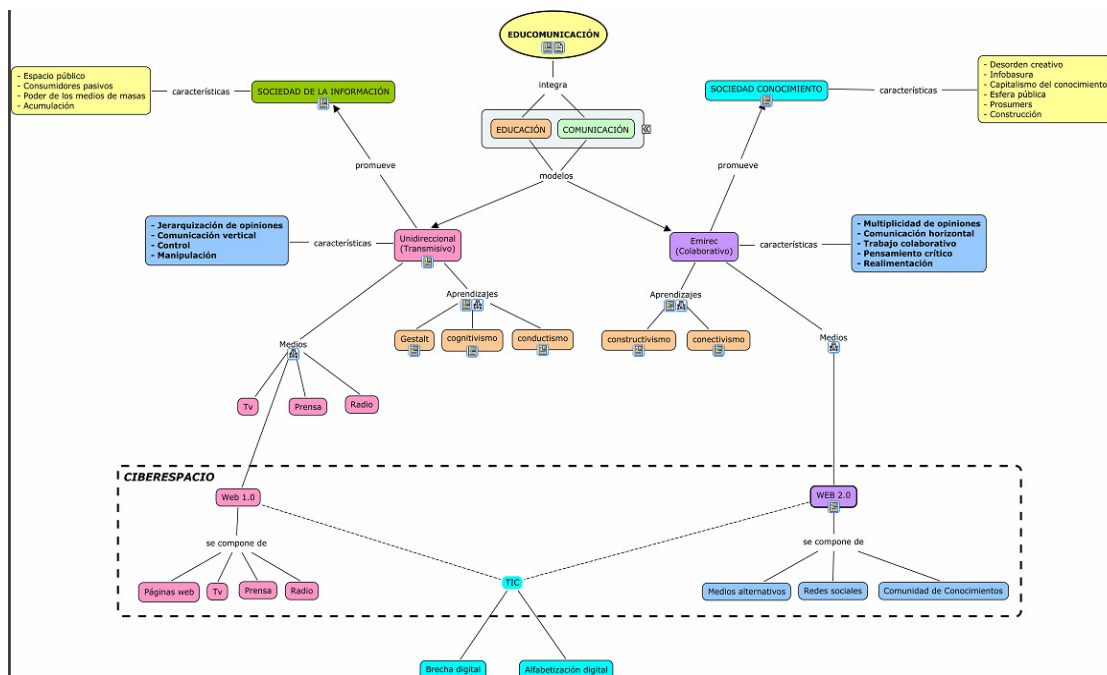 EDUCOMUNICACIÓN
integra
EDUCACIÓN
COMUNICACIÓN
modelos
- Espacio público
- Consumidores pasivos
- Poder de los medios de masas
- Acumulación
características
SOCIEDAD DE LA INFORMACIÓN
promueve
SOCIEDAD CONOCIMIENTO
características
- Desorden creativo
- Infobasura
- Capitalismo del conocimiento
- Esfera pública
- Prosumers
- Construcción
promueve
- Jerarquización de opiniones
- Comunicación vertical
- Control
- Manipulación
características
Unidireccional
(Transmisivo)
Emirec
(Colaborativo)
características
- Multiplicidad de opiniones
- Comunicación horizontal
- Trabajo colaborativo
- Pensamiento crítico
- Realimentación
Aprendizajes
Gestalt
cognitivismo
conductismo
Aprendizajes
constructivismo
conectivismo
Medios
Tv
Prensa
Radio
Medios
CIBERESPACIO
Web 1.0
se compone de
Páginas web
Tv
Prensa
Radio
WEB 2.0
se compone de
Medios alternativos
Redes sociales
Comunidad de Conocimientos
TIC
Brecha digital
Alfabetización digital